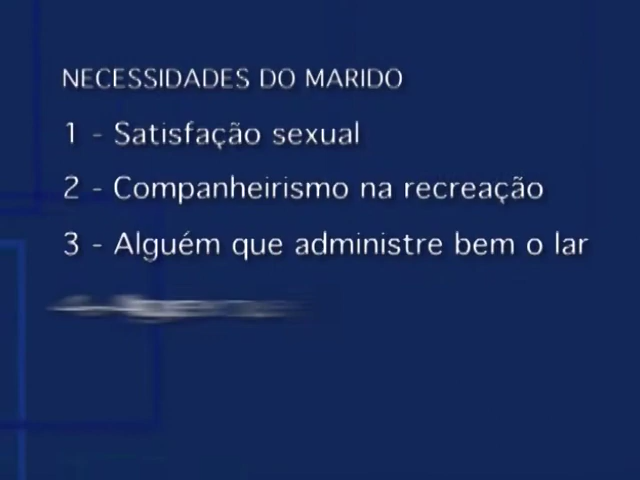 NECESSIDADES DO MARIDO
1 - Satisfação sexual
2 - Companheirismo na recreação
3 - Alguém que administre bem o lar